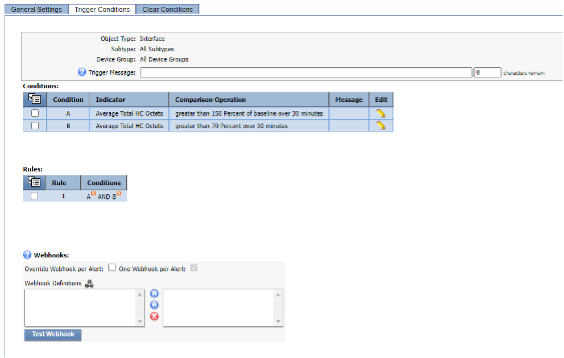 General Settings Trigger Conditions Clear Conditions
Object Type: Interface
Subtype: All Subtypes
Device Group: All Device Groups
Trigger Message: 0 characters remain
Conditions:
Condition Indicator Comparison Operation Message Edit
A Average Total HC Octets greater than 150 Percent of baseline over 30 minutes
B Average Total HC Octets greater than 70 Percent over 30 minutes
Rules:
Rule Conditions
1 A AND B
Webhooks:
Override Webhook per Alert: One Webhook per Alert:
Webhook Definitions
Test Webhook